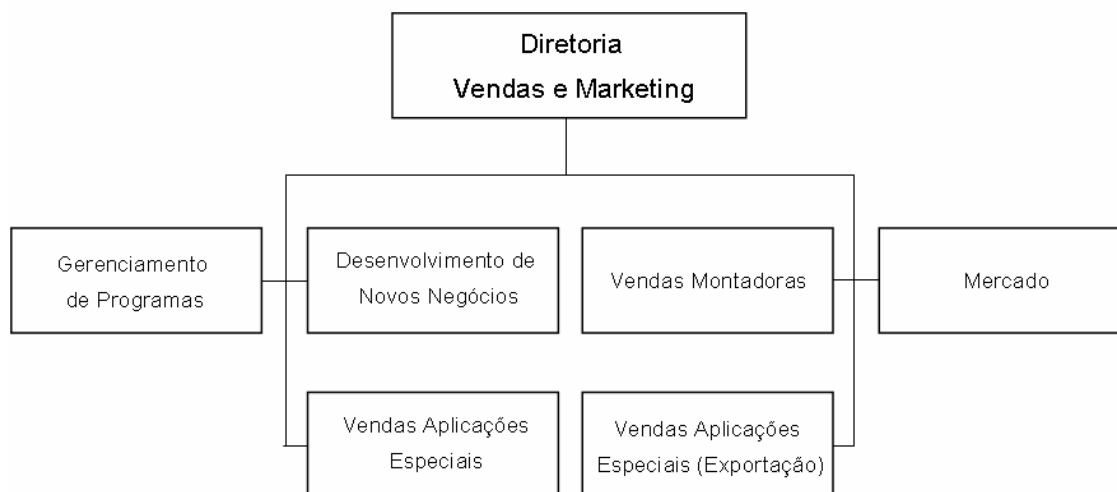 Diretoria
Vendas e Marketing
Gerenciamento
de Programas
Desenvolvimento de
Novos Negócios
Vendas Montadoras
Mercado
Vendas Aplicações
Especiais
Vendas Aplicações
Especiais (Exportação)